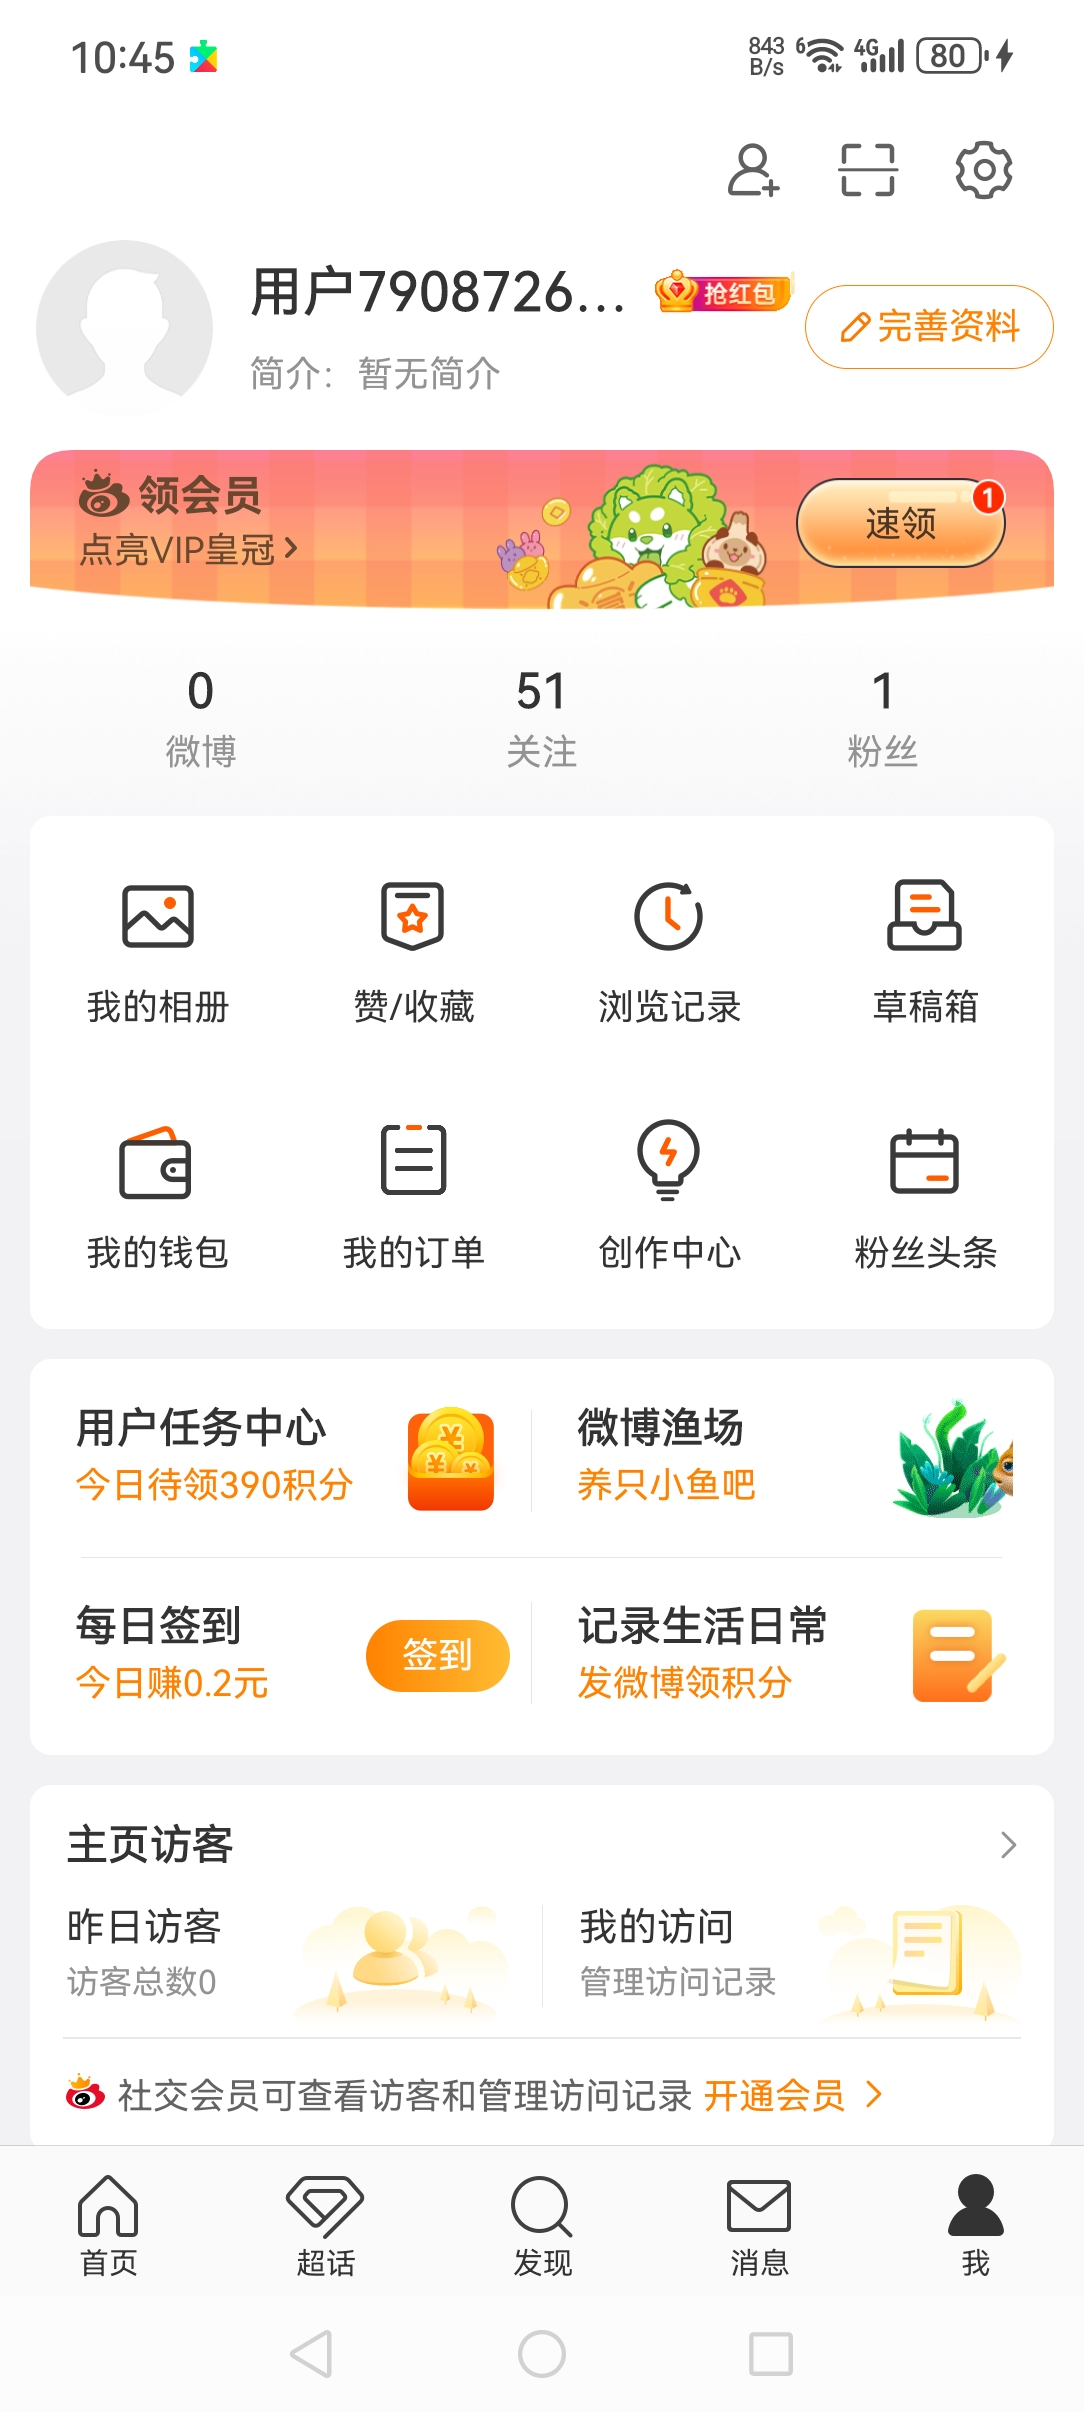 10:45
843 B/s
6
4G
80
用户7908726...
抢红包
完善资料
简介：暂无简介
领会员
点亮VIP皇冠
速领
1
0
51
1
微博
关注
粉丝
我的相册
赞/收藏
浏览记录
草稿箱
我的钱包
我的订单
创作中心
粉丝头条
用户任务中心
今日待领390积分
微博渔场
养只小鱼吧
每日签到
今日赚0.2元
签到
记录生活日常
发微博领积分
主页访客
昨日访客
访客总数0
我的访问
管理访问记录
社交会员可查看访客和管理访问记录 开通会员
首页
超话
发现
消息
我